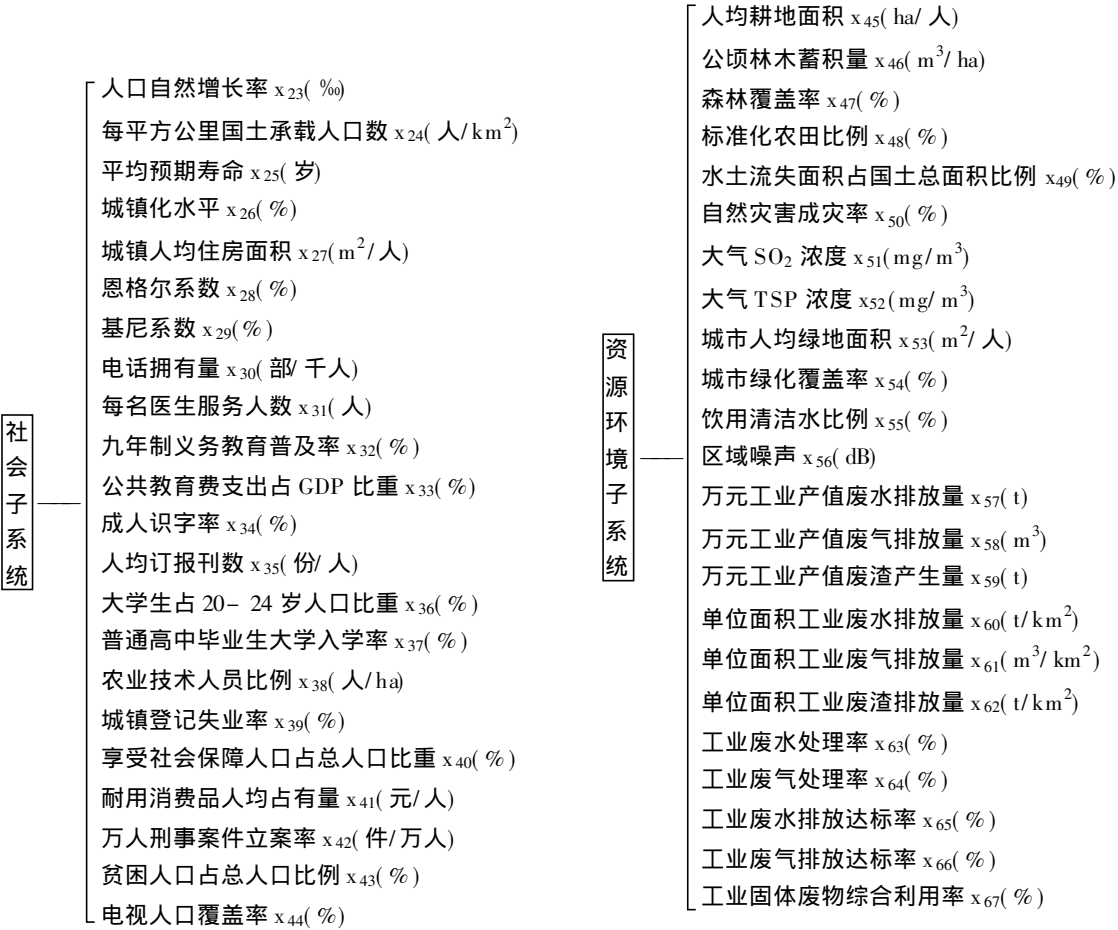 社会子系统
人口自然增长率 x23( ‰)
每平方公里国土承载人口数 x24( 人/km²)
平均预期寿命 x25( 岁)
城镇化水平 x26( %)
城镇人均住房面积 x27(m²/人)
恩格尔系数 x28( %)
基尼系数 x29( %)
电话拥有量 x30( 部/千人)
每名医生服务人数 x31( 人)
九年制义务教育普及率 x32( %)
公共教育费支出占 GDP 比重 x33( %)
成人识字率 x34( %)
人均订报刊数 x35( 份/人)
大学生占 20- 24 岁人口比重 x36( %)
普通高中毕业生大学入学率 x37( %)
农业技术人员比例 x38( 人/ha)
城镇登记失业率 x39( %)
享受社会保障人口占总人口比重 x40( %)
耐用消费品人均占有量 x41( 元/人)
万人刑事案件立案率 x42( 件/万人)
贫困人口占总人口比例 x43( %)
电视人口覆盖率 x44( %)
资源环境子系统
人均耕地面积 x45( ha/人)
公顷林木蓄积量 x46( m³/ha)
森林覆盖率 x47( %)
标准化农田比例 x48( %)
水土流失面积占国土总面积比例 x49( %)
自然灾害成灾率 x50( %)
大气 SO₂ 浓度 x51(mg/m³)
大气 TSP 浓度 x52(mg/m³)
城市人均绿地面积 x53( m²/人)
城市绿化覆盖率 x54( %)
饮用清洁水比例 x55( %)
区域噪声 x56( dB)
万元工业产值废水排放量 x57( t)
万元工业产值废气排放量 x58( m³)
万元工业产值废渣产生量 x59( t)
单位面积工业废水排放量 x60( t/km²)
单位面积工业废气排放量 x61( m³/km²)
单位面积工业废渣排放量 x62( t/km²)
工业废水处理率 x63( %)
工业废气处理率 x64( %)
工业废水排放达标率 x65( %)
工业废气排放达标率 x66( %)
工业固体废物综合利用率 x67( %)